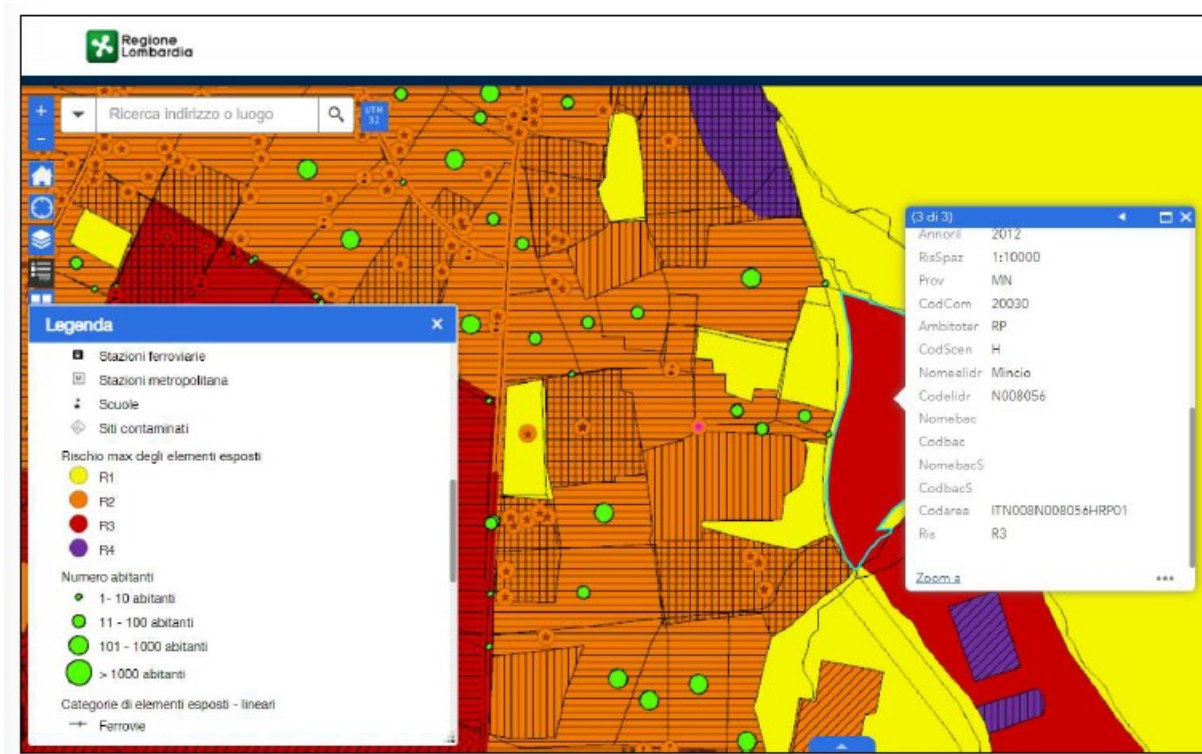 Regione
Lombardia
+
Ricerca indirizzo o luogo
UTM
32
-
(3 di 3)
Annoril 2012
RisSpaz 1:10000
Prov MN
CodCom 20030
Ambitoter RP
CodScen H
Nomeelidr Mincio
Codelidr N008056
Nomebac
Codbac
NomebacS
CodbacS
Codarea ITN008N008056HRP01
Ris R3
Zoom a
Legenda
Stazioni ferroviarie
M Stazioni metropolitana
Scuole
Siti contaminati
Rischio max degli elementi esposti
R1
R2
R3
R4
Numero abitanti
1- 10 abitanti
11 - 100 abitanti
101 - 1000 abitanti
> 1000 abitanti
Categorie di elementi esposti - lineari
Ferrovie